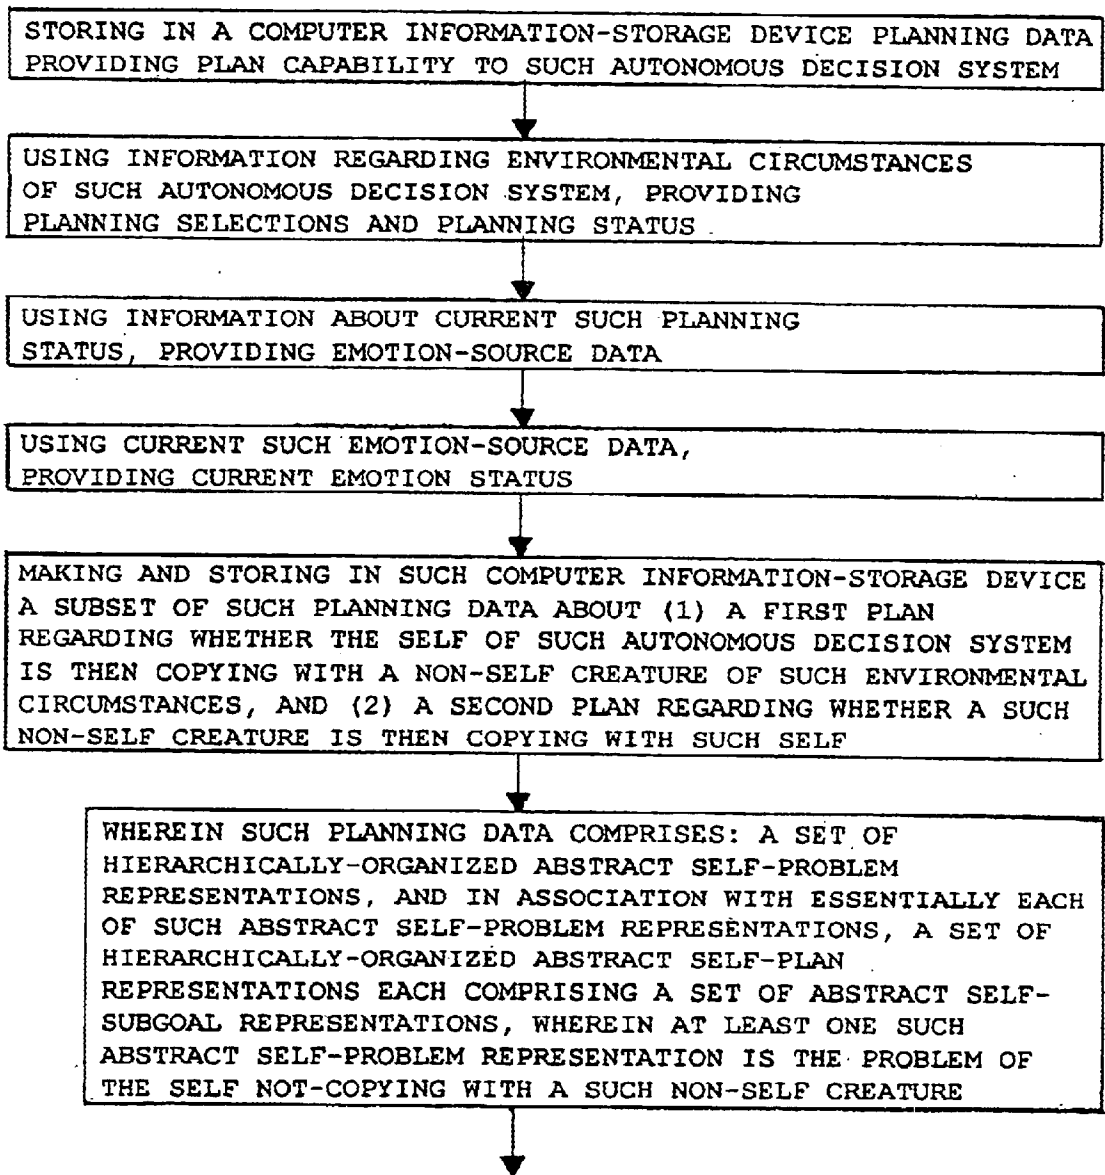 STORING IN A COMPUTER INFORMATION-STORAGE DEVICE PLANNING DATA
PROVIDING PLAN CAPABILITY TO SUCH AUTONOMOUS DECISION SYSTEM
USING INFORMATION REGARDING ENVIRONMENTAL CIRCUMSTANCES
OF SUCH AUTONOMOUS DECISION SYSTEM, PROVIDING
PLANNING SELECTIONS AND PLANNING STATUS
USING INFORMATION ABOUT CURRENT SUCH PLANNING
STATUS, PROVIDING EMOTION-SOURCE DATA
USING CURRENT SUCH EMOTION-SOURCE DATA,
PROVIDING CURRENT EMOTION STATUS
MAKING AND STORING IN SUCH COMPUTER INFORMATION-STORAGE DEVICE
A SUBSET OF SUCH PLANNING DATA ABOUT (1) A FIRST PLAN
REGARDING WHETHER THE SELF OF SUCH AUTONOMOUS DECISION SYSTEM
IS THEN COPYING WITH A NON-SELF CREATURE OF SUCH ENVIRONMENTAL
CIRCUMSTANCES, AND (2) A SECOND PLAN REGARDING WHETHER A SUCH
NON-SELF CREATURE IS THEN COPYING WITH SUCH SELF
WHEREIN SUCH PLANNING DATA COMPRISES: A SET OF
HIERARCHICALLY-ORGANIZED ABSTRACT SELF-PROBLEM
REPRESENTATIONS, AND IN ASSOCIATION WITH ESSENTIALLY EACH
OF SUCH ABSTRACT SELF-PROBLEM REPRESENTATIONS, A SET OF
HIERARCHICALLY-ORGANIZED ABSTRACT SELF-PLAN
REPRESENTATIONS EACH COMPRISING A SET OF ABSTRACT SELF-
SUBGOAL REPRESENTATIONS, WHEREIN AT LEAST ONE SUCH
ABSTRACT SELF-PROBLEM REPRESENTATION IS THE PROBLEM OF
THE SELF NOT-COPYING WITH A SUCH NON-SELF CREATURE